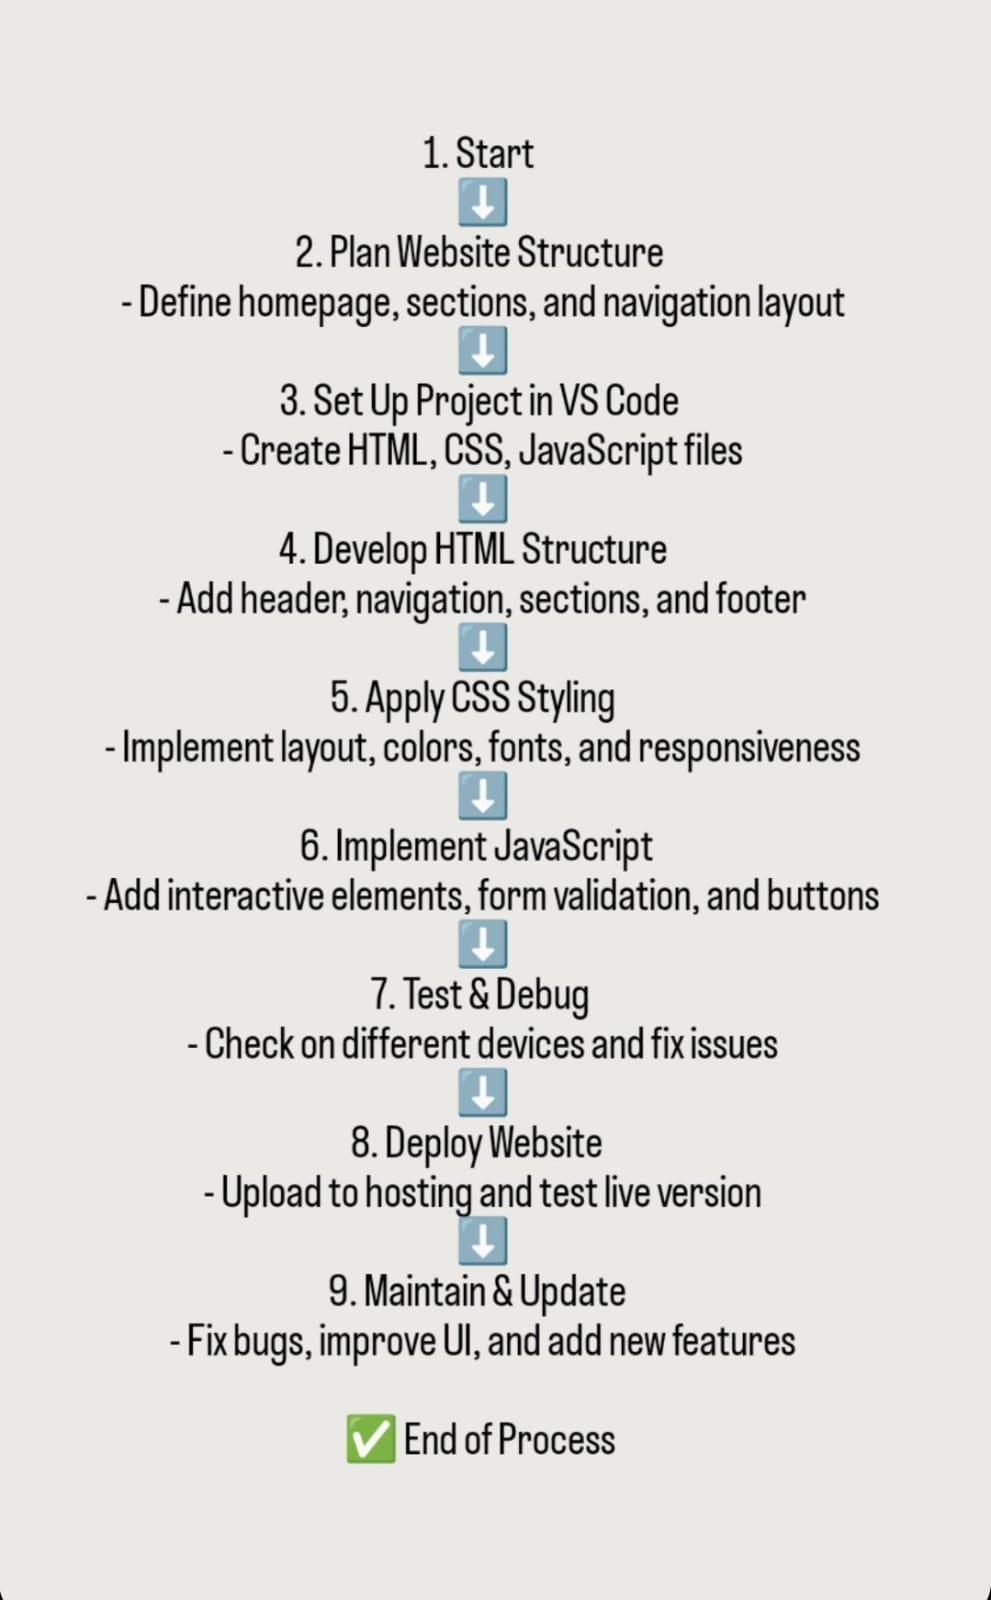 1. Start
⬇️
2. Plan Website Structure
- Define homepage, sections, and navigation layout
⬇️
3. Set Up Project in VS Code
- Create HTML, CSS, JavaScript files
⬇️
4. Develop HTML Structure
- Add header, navigation, sections, and footer
⬇️
5. Apply CSS Styling
- Implement layout, colors, fonts, and responsiveness
⬇️
6. Implement JavaScript
- Add interactive elements, form validation, and buttons
⬇️
7. Test & Debug
- Check on different devices and fix issues
⬇️
8. Deploy Website
- Upload to hosting and test live version
⬇️
9. Maintain & Update
- Fix bugs, improve UI, and add new features
✅ End of Process